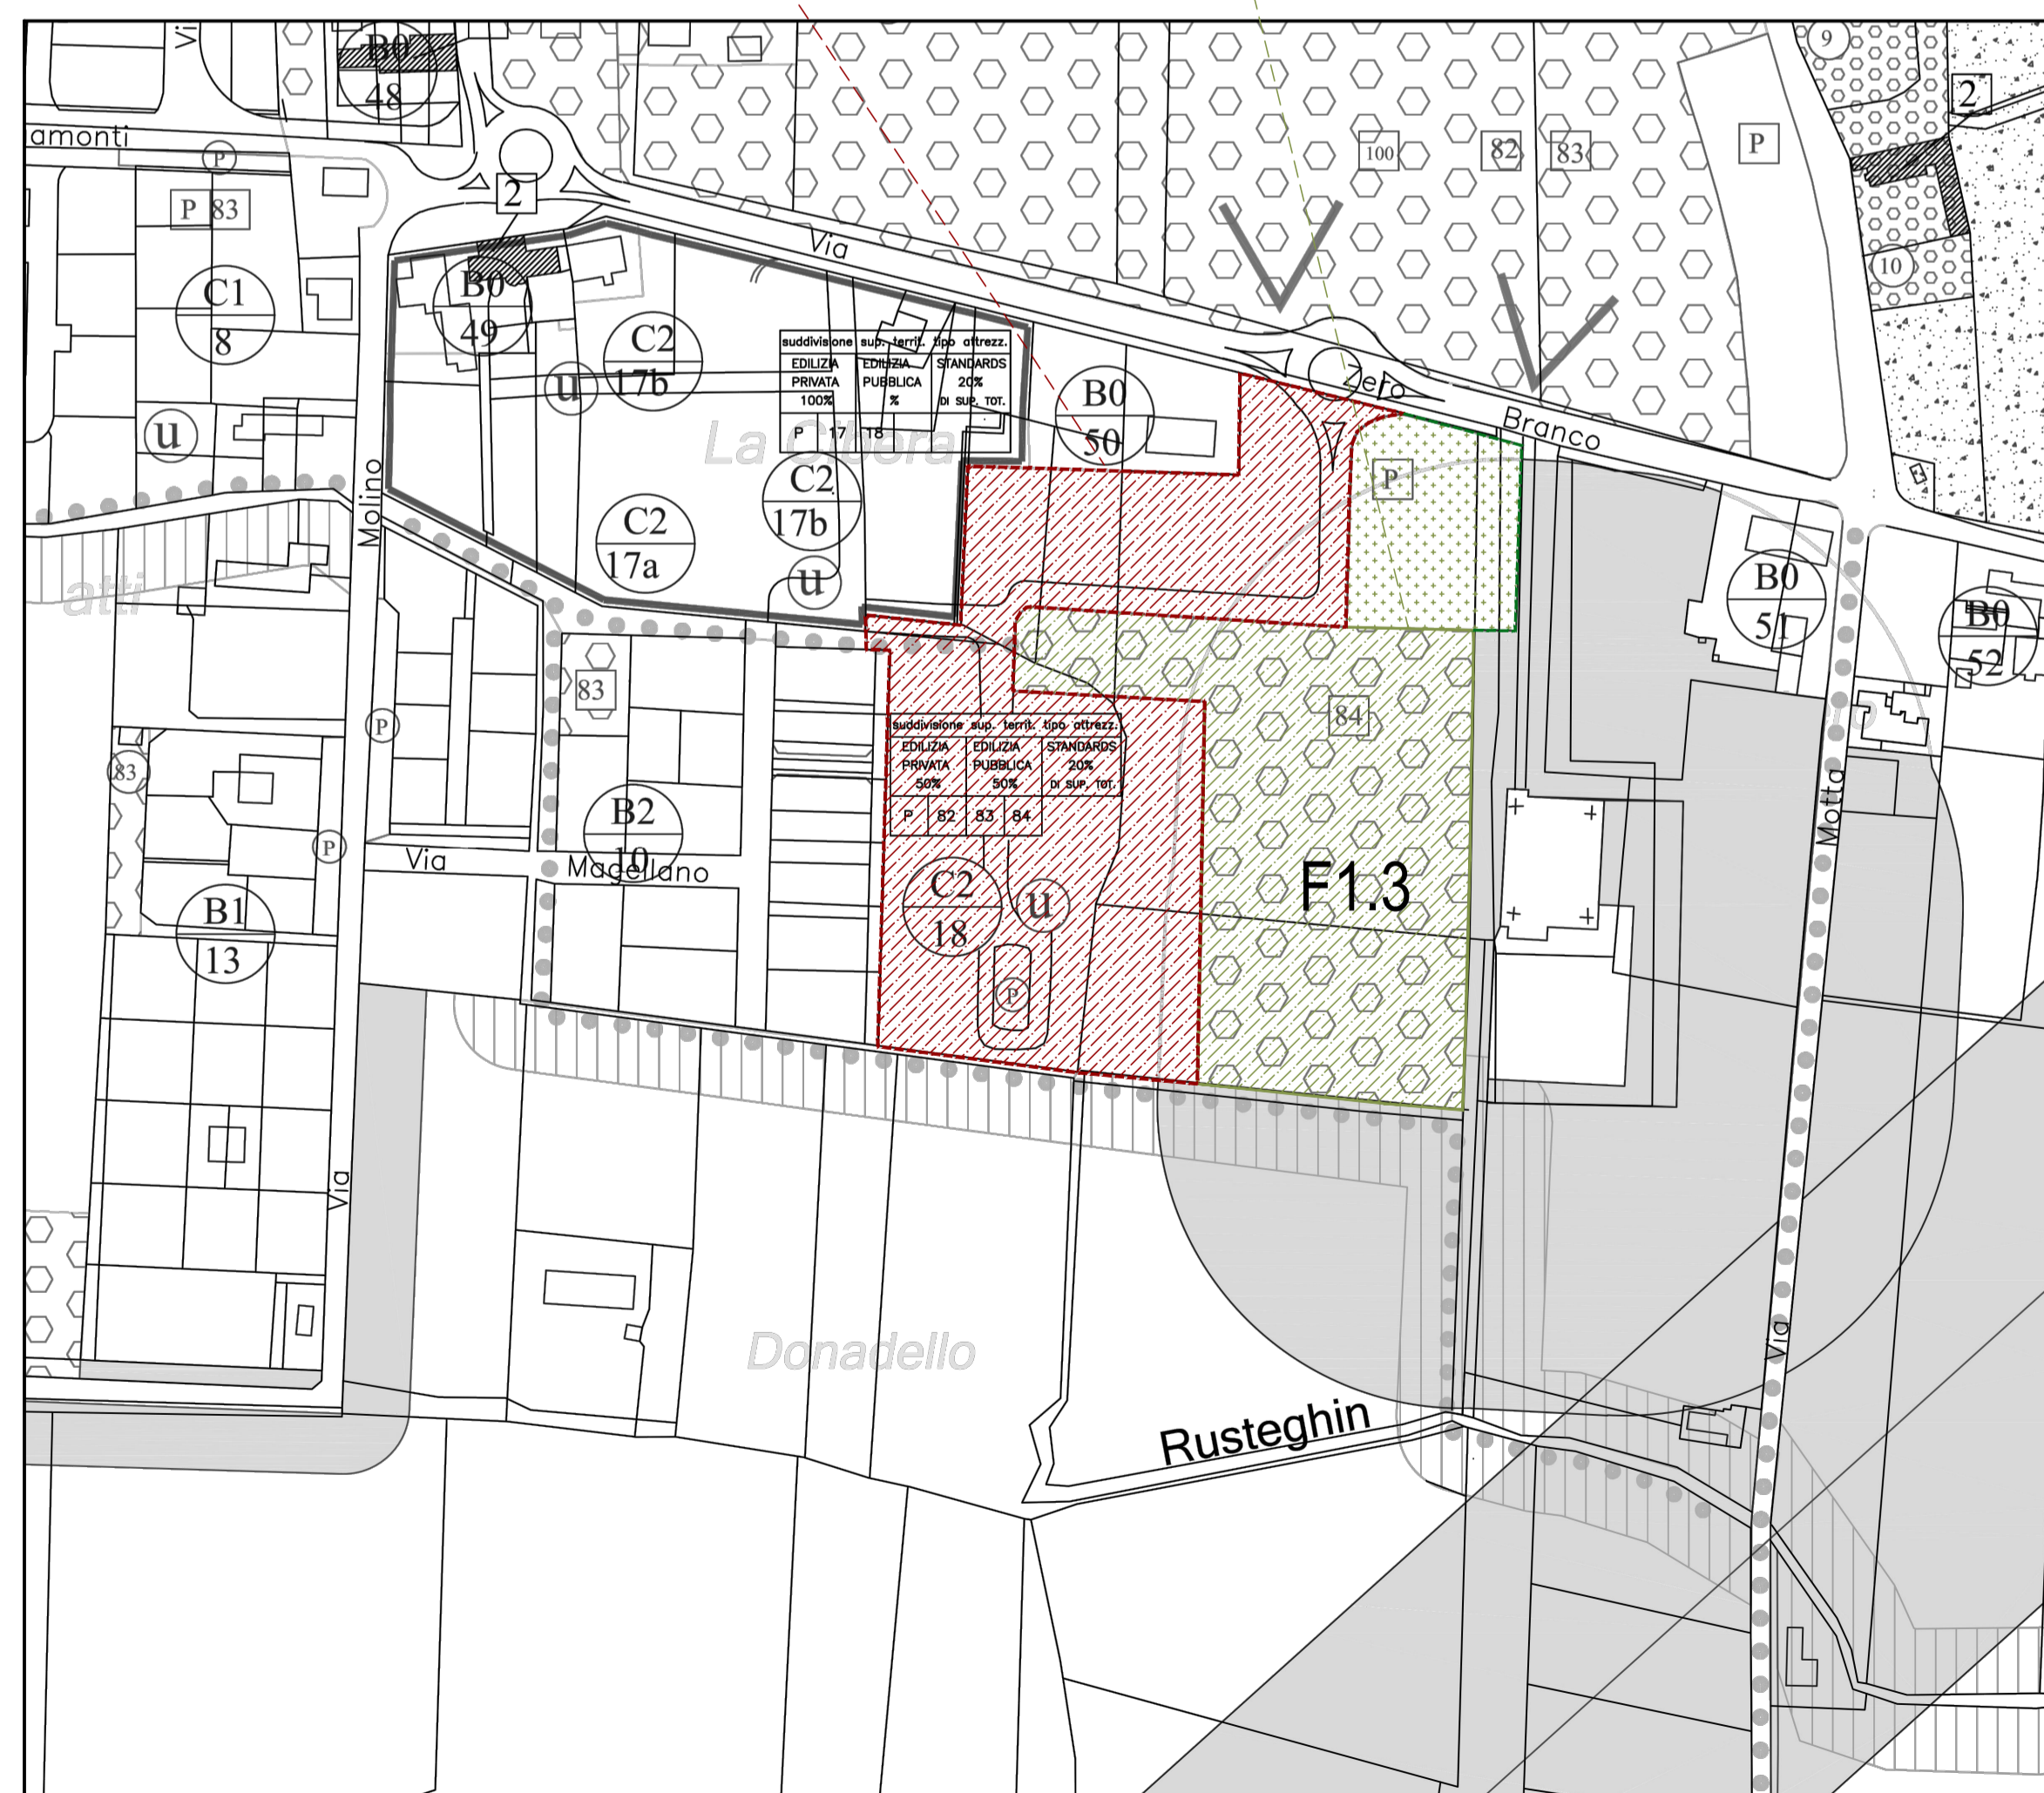 Vi
B0
48
9
2
amonti
P
100
82
83
P
P 83
2
Via
10
C1
8
B0
49
C2
17b
u
suddivisione sup. territ. tipo attrezz.
EDILIZIA PRIVATA 100%
EDILIZIA PUBBLICA %
STANDARDS 20% DI SUP. TOT.
P 17 18
Zero
B0
50
Branco
u
La Cibora
P
Molino
C2
17b
C2
17a
u
atti
B0
51
B0
52
83
84
P
suddivisione sup. territ. tipo attrezz.
EDILIZIA PRIVATA 50%
EDILIZIA PUBBLICA 50%
STANDARDS 20% DI SUP. TOT.
P 82 83 84
83
Motta
B2
10
P
Via Magellano
F1.3
C2
18
u
B1
13
P
Via
Via
Donadello
Rusteghin